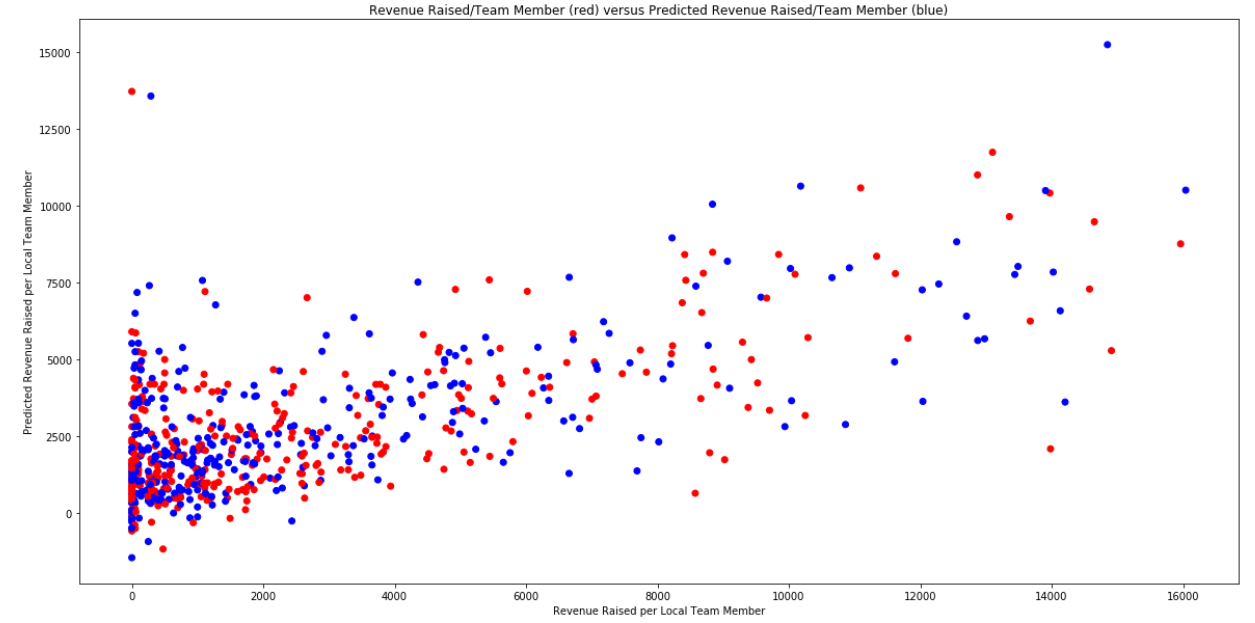 Revenue Raised/Team Member (red) versus Predicted Revenue Raised/Team Member (blue)
Predicted Revenue Raised per Local Team Member
15000
12500
10000
7500
5000
2500
0
0 2000 4000 6000 8000 10000 12000 14000 16000
Revenue Raised per Local Team Member